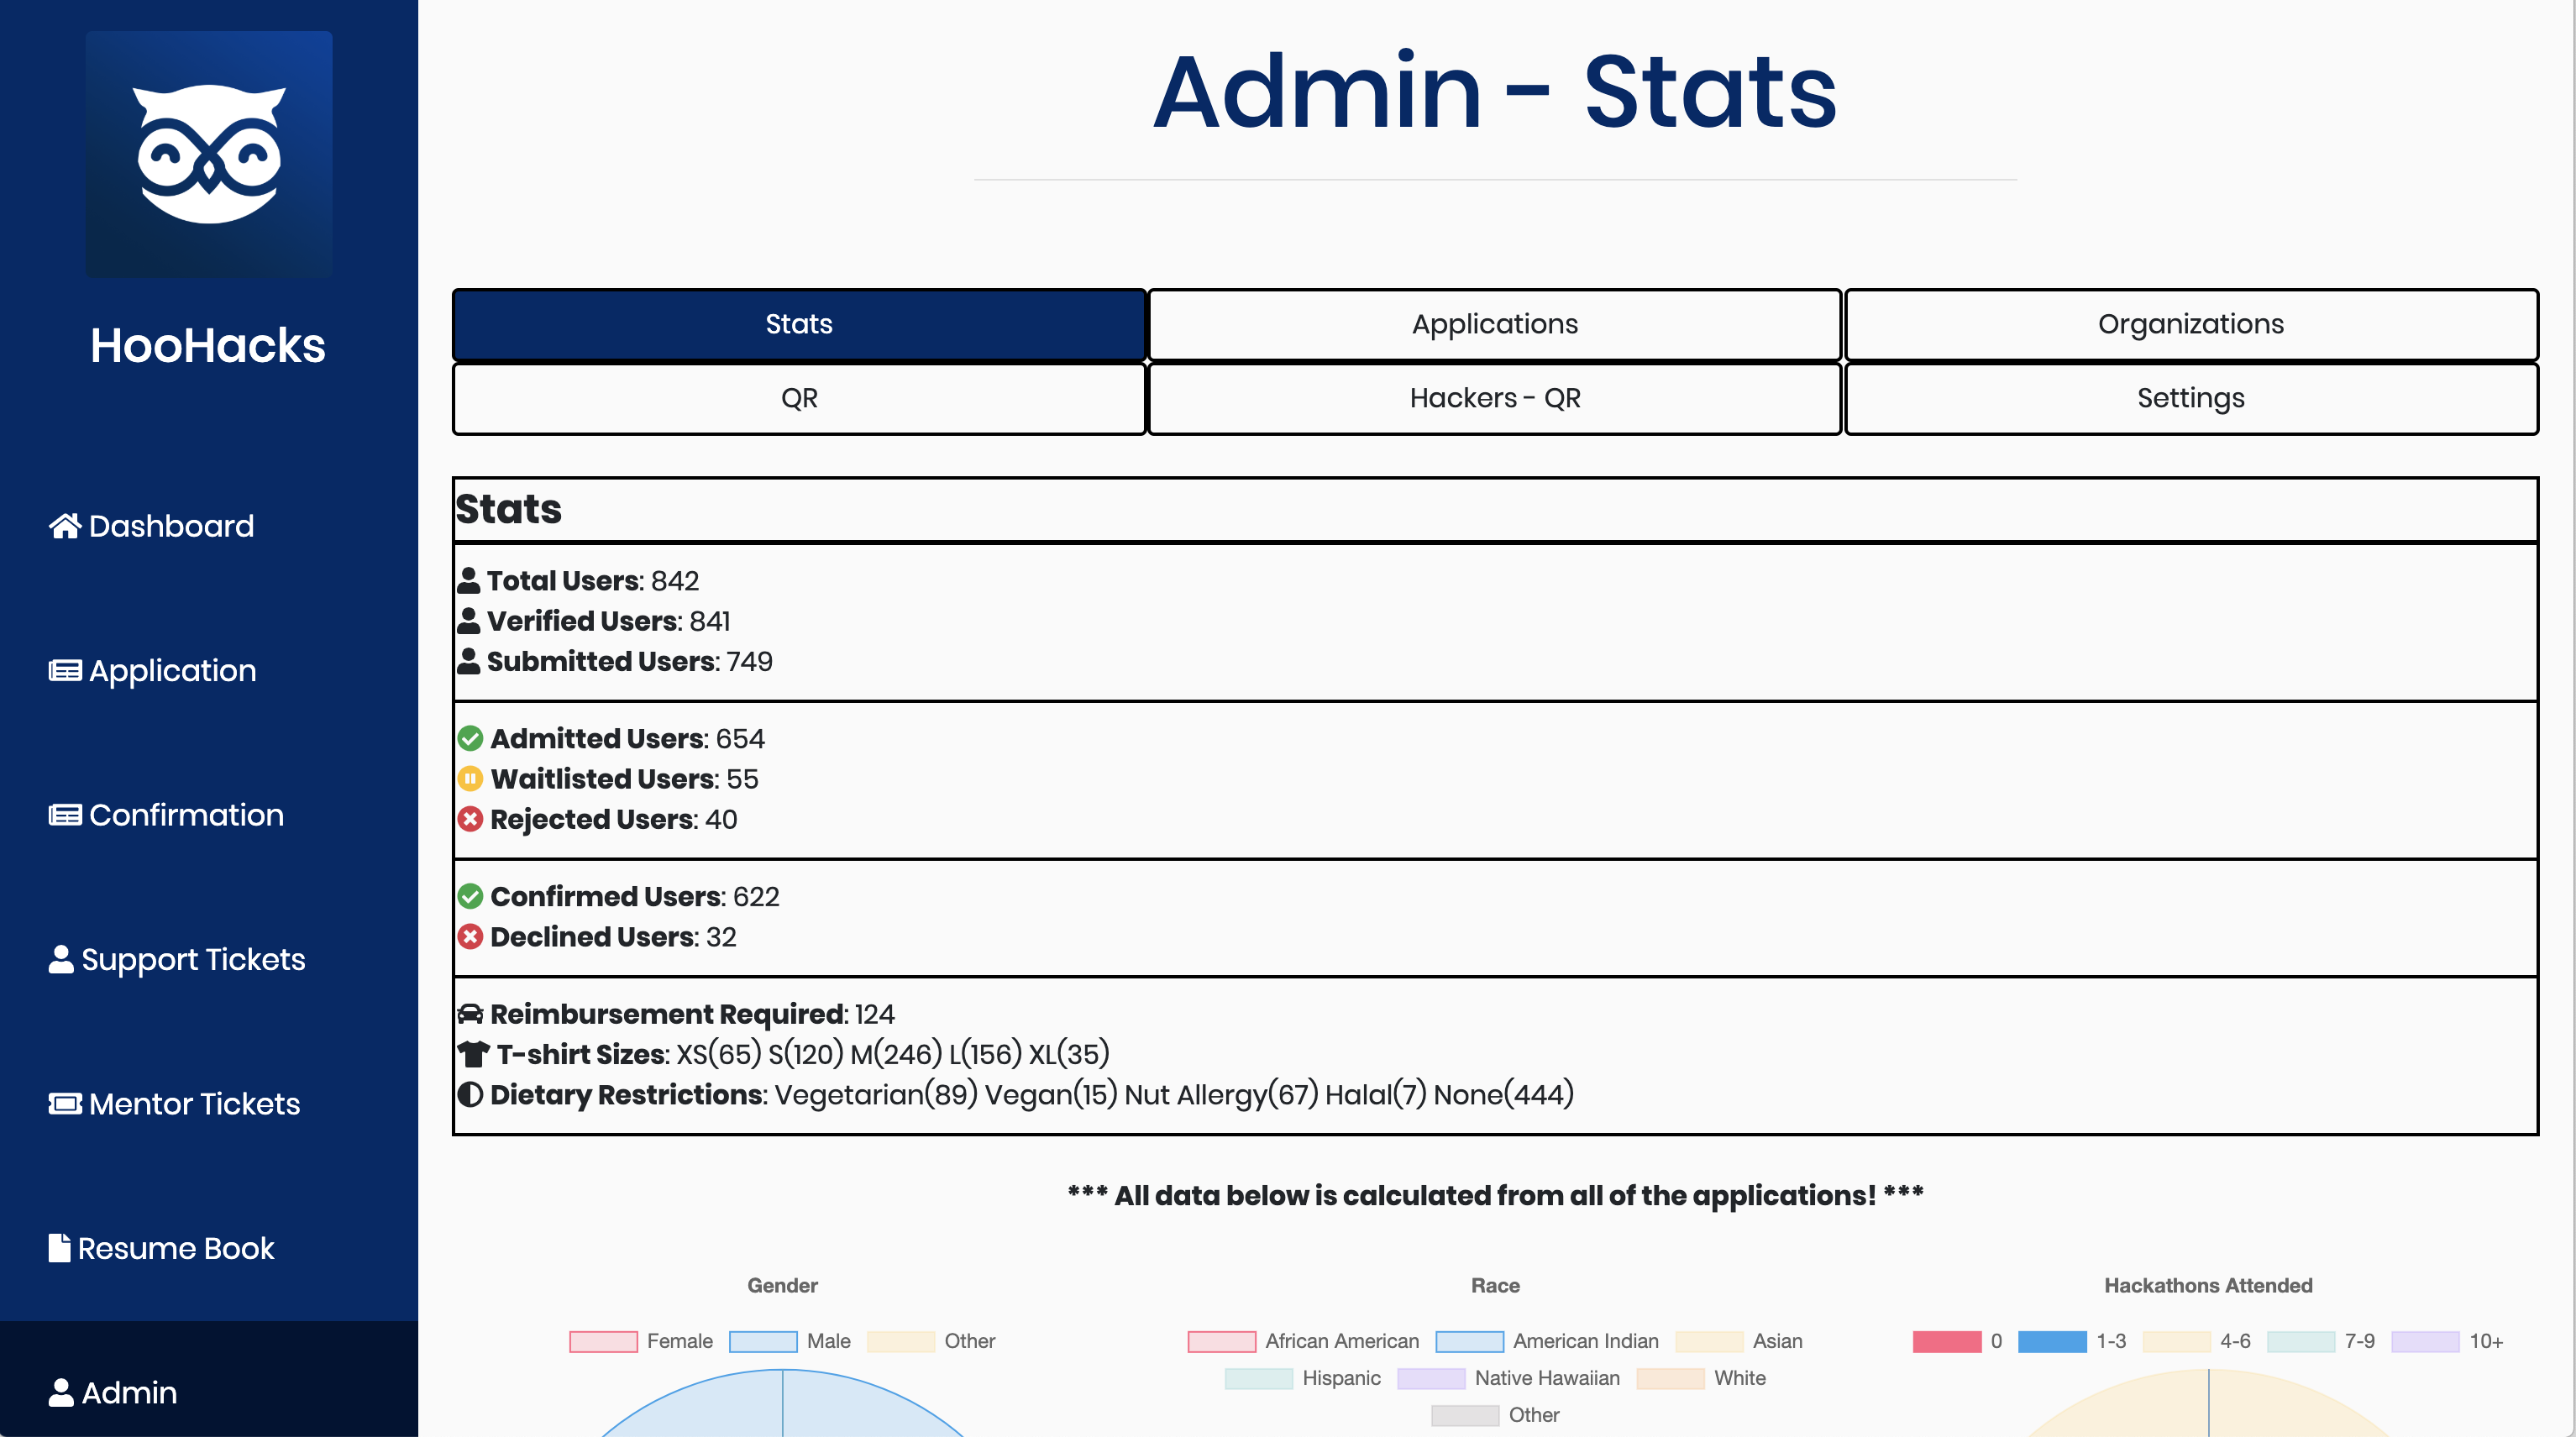 HooHacks
Dashboard
Application
Confirmation
Support Tickets
Mentor Tickets
Resume Book
Admin
Admin - Stats
Stats
Applications
Organizations
QR
Hackers - QR
Settings
Stats
Total Users: 842
Verified Users: 841
Submitted Users: 749
Admitted Users: 654
Waitlisted Users: 55
Rejected Users: 40
Confirmed Users: 622
Declined Users: 32
Reimbursement Required: 124
T-shirt Sizes: XS(65) S(120) M(246) L(156) XL(35)
Dietary Restrictions: Vegetarian(89) Vegan(15) Nut Allergy(67) Halal(7) None(444)
*** All data below is calculated from all of the applications! ***
Gender
Female Male Other
Race
African American American Indian Asian
Hispanic Native Hawaiian White
Other
Hackathons Attended
0 1-3 4-6 7-9 10+